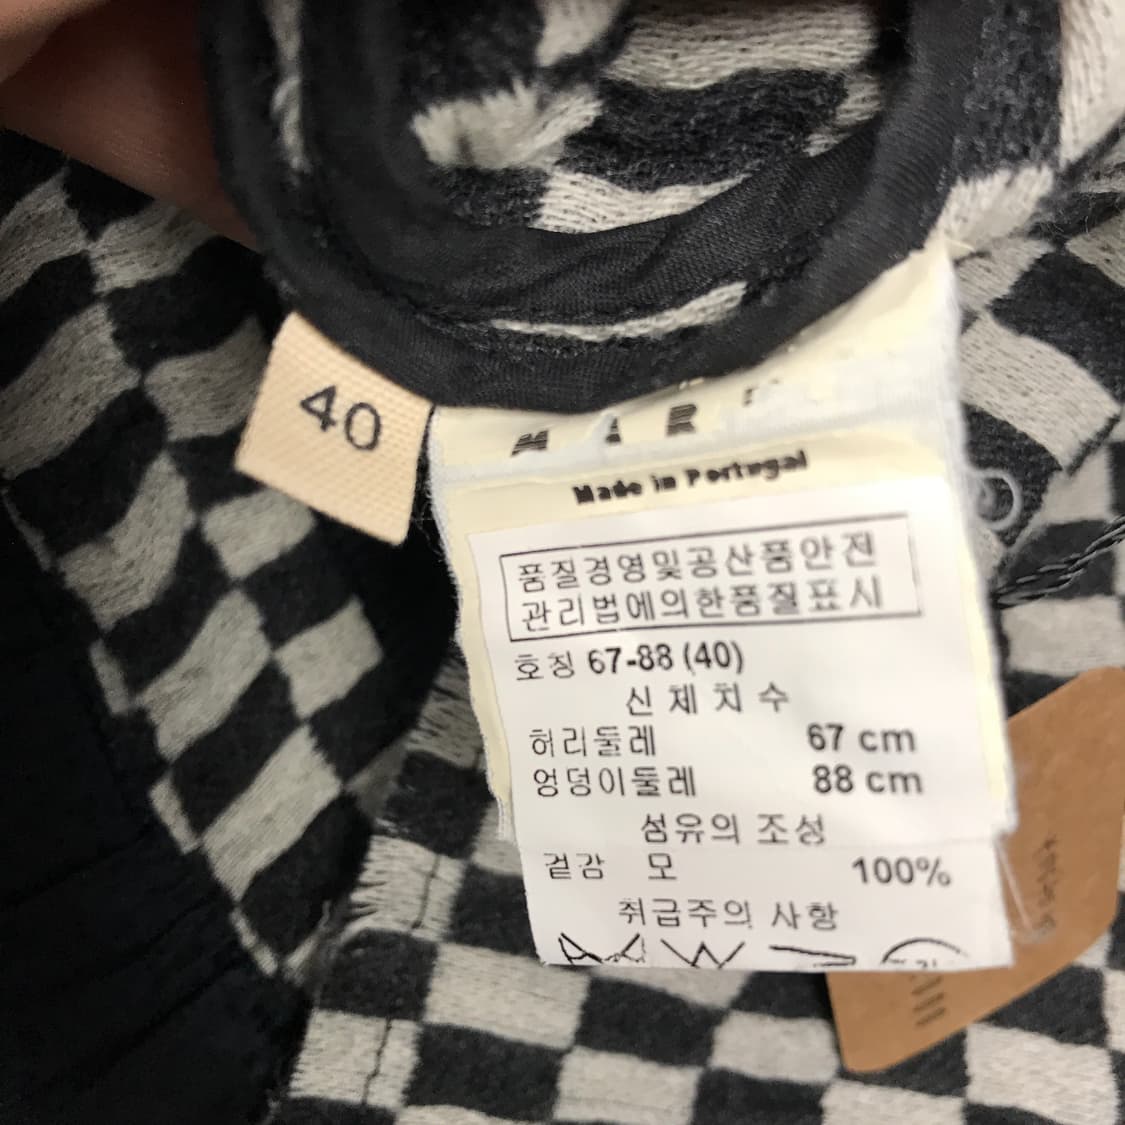 40
Made in Portugal
품질경영및공산품안전
관리법에의한품질표시
호칭 67-88 (40)
신체치수
허리둘레 67 cm
엉덩이둘레 88 cm
섬유의 조성
겉감 모 100%
취급주의 사항